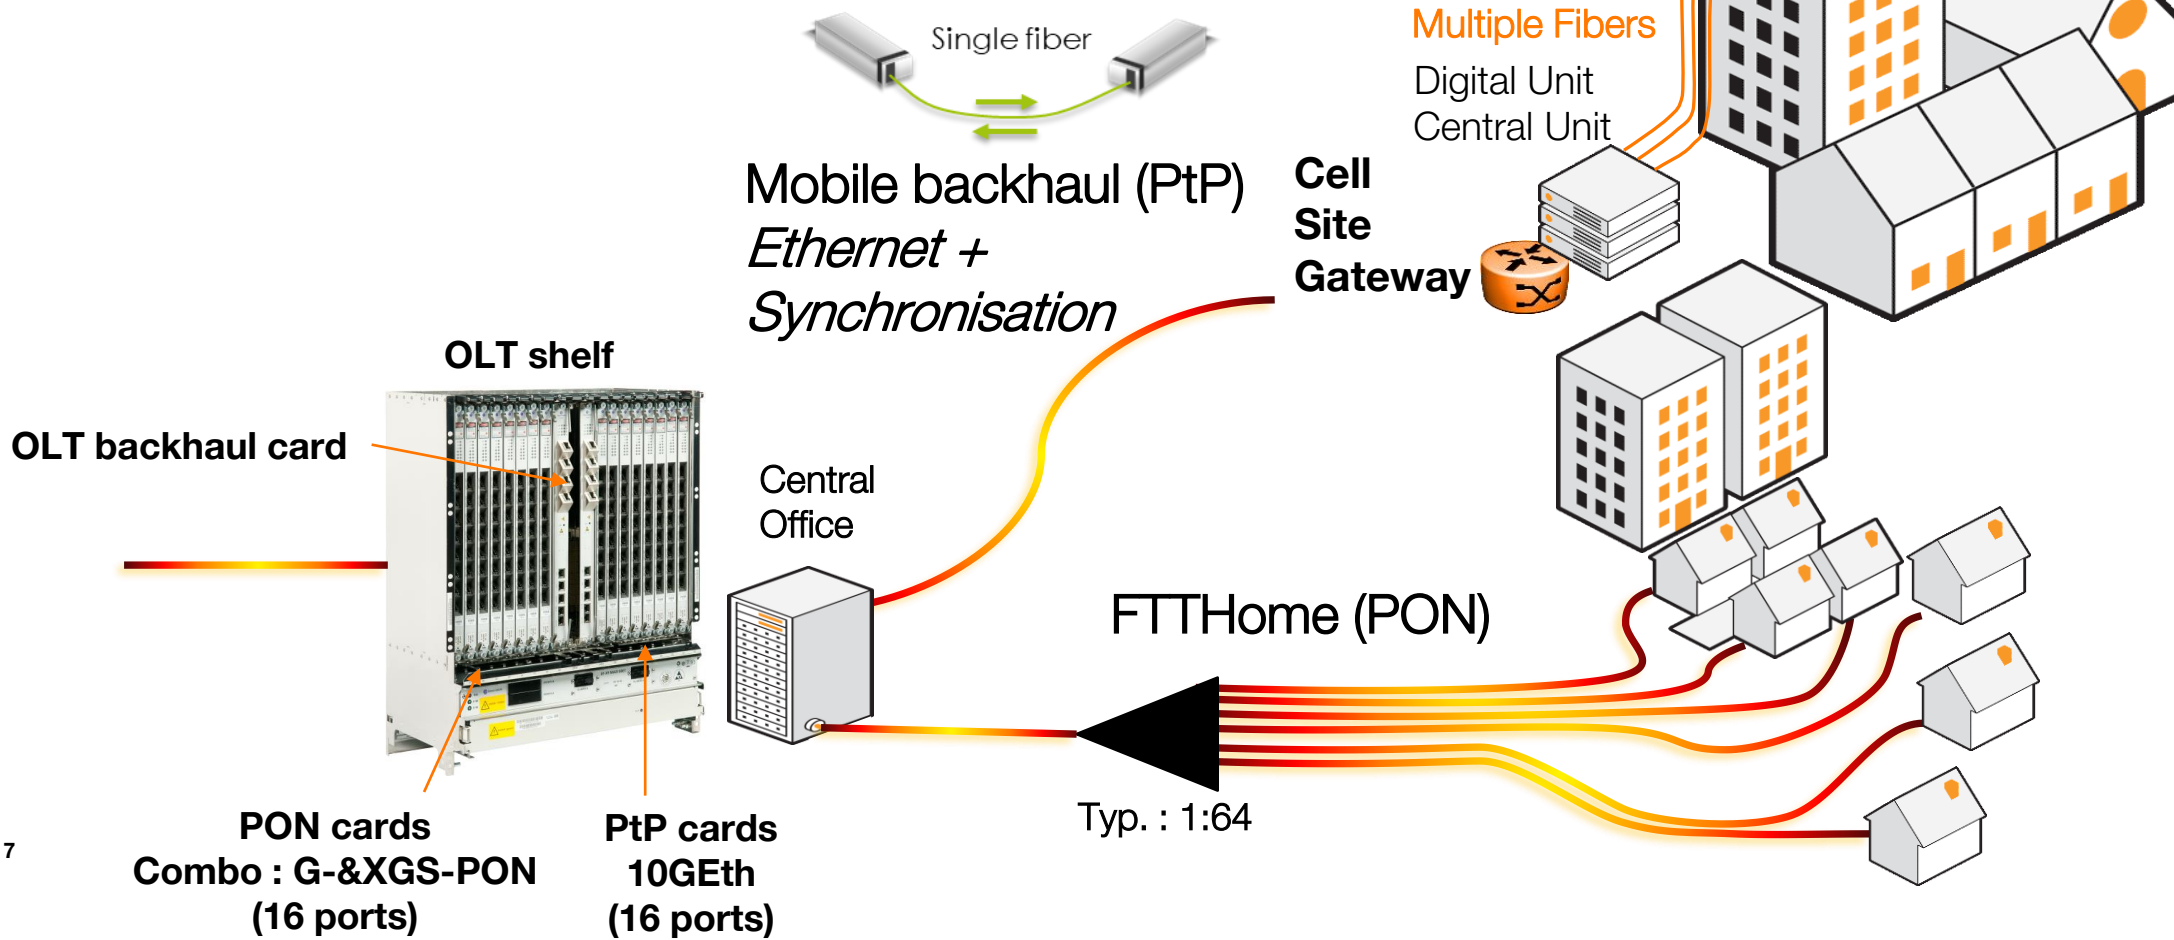 Single fiber
Multiple Fibers
Digital Unit
Central Unit
Mobile backhaul (PtP)
Ethernet +
Synchronisation
Cell
Site
Gateway
OLT shelf
OLT backhaul card
Central
Office
FTTHome (PON)
Typ. : 1:64
PON cards
Combo : G-&XGS-PON
(16 ports)
PtP cards
10GEth
(16 ports)
7